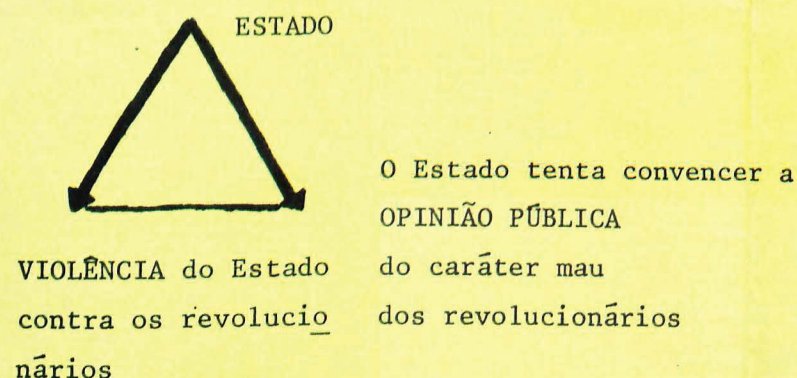 ESTADO
VIOLÊNCIA do Estado
contra os revolucio
nários
O Estado tenta convencer a
OPINIÃO PÚBLICA
do caráter mau
dos revolucionários